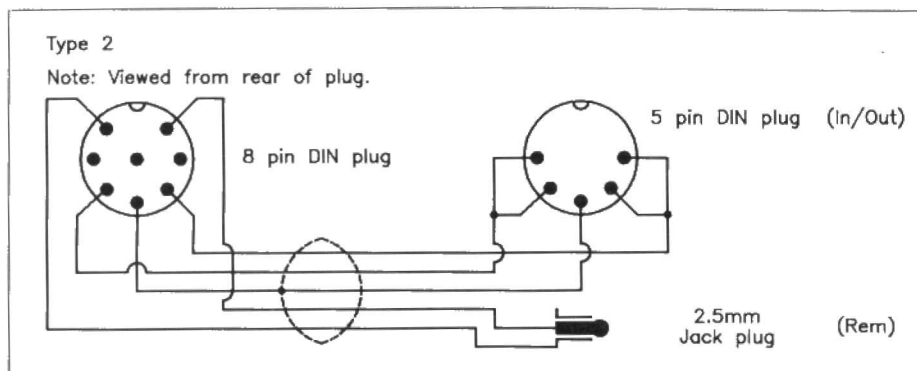 Type 2
Note: Viewed from rear of plug.
5 pin DIN plug (In/Out)
8 pin DIN plug
2.5mm
Jack plug (Rem)